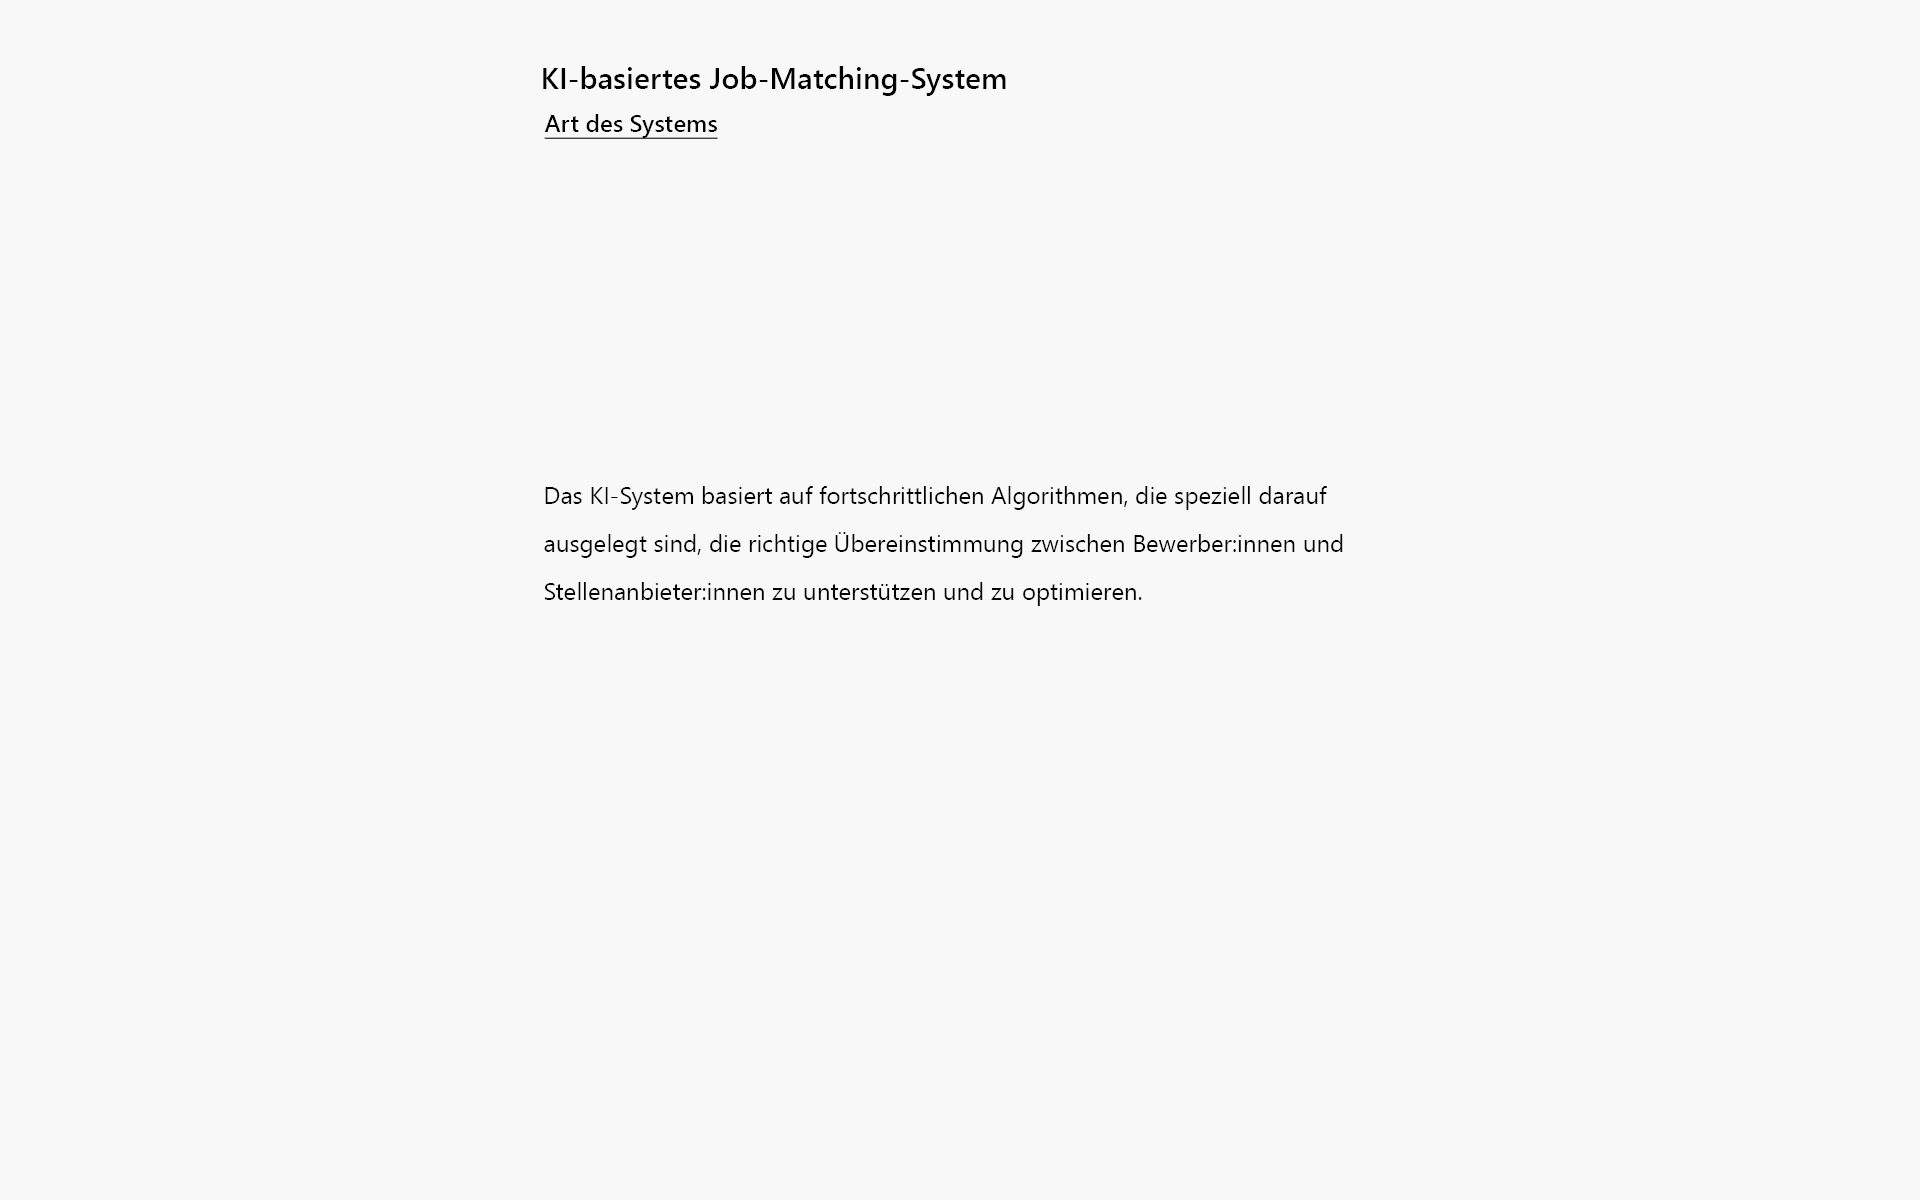 KI-basiertes Job-Matching-System
Art des Systems
Das KI-System basiert auf fortschrittlichen Algorithmen, die speziell darauf
ausgelegt sind, die richtige Übereinstimmung zwischen Bewerber:innen und
Stellenanbieter:innen zu unterstützen und zu optimieren.